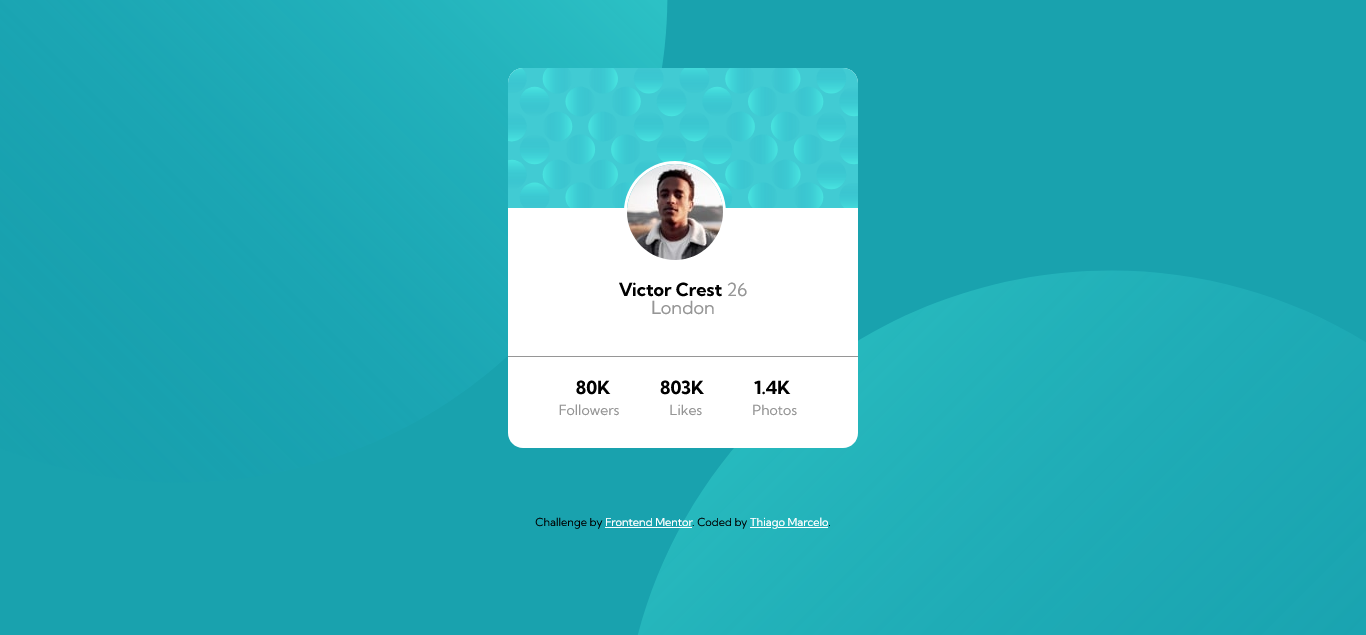 Victor Crest 26
London
80K 803K 1.4K
Followers Likes Photos
Challenge by Frontend Mentor. Coded by Thiago Marcelo.